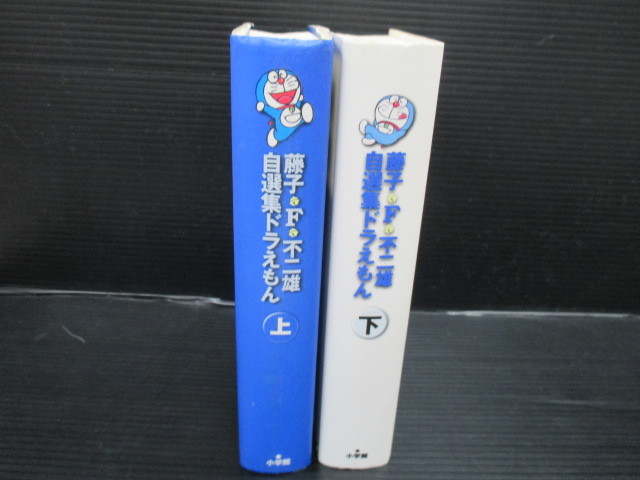 藤子・F・不二雄
自選集ドラえもん
上
小学館
藤子・F・不二雄
自選集ドラえもん
下
小学館